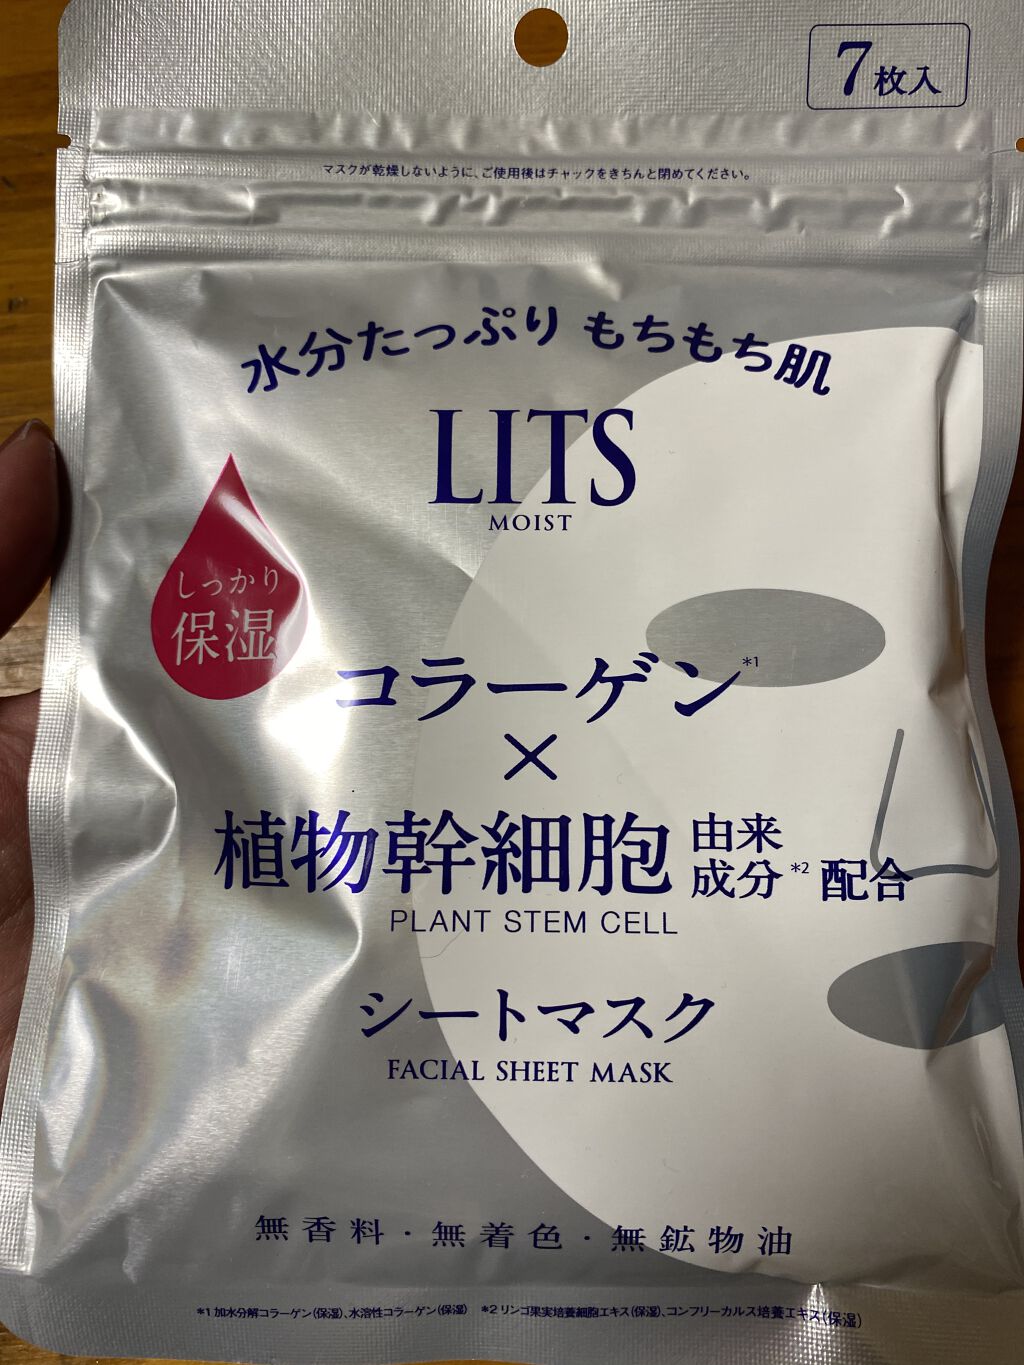 7枚入
マスクが乾燥しないように、ご使用後はチャックをきちんと閉めてください。
水分たっぷり もちもち肌
LITS
MOIST
しっかり
保湿
コラーゲン*1
×
植物幹細胞 由来成分*2 配合
PLANT STEM CELL
シートマスク
FACIAL SHEET MASK
無香料・無着色・無鉱物油
*1 加水分解コラーゲン(保湿)、水溶性コラーゲン(保湿) *2 リンゴ果実培養細胞エキス(保湿)、コンフリーカルス培養エキス(保湿)